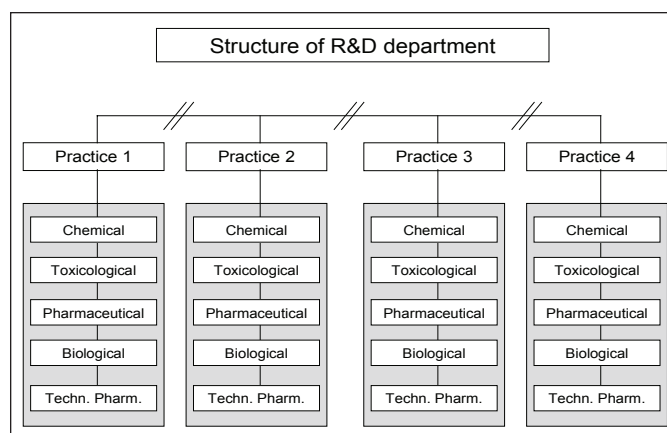 Structure of R&D department
Practice 1
Practice 2
Practice 3
Practice 4
Chemical
Chemical
Chemical
Chemical
Toxicological
Toxicological
Toxicological
Toxicological
Pharmaceutical
Pharmaceutical
Pharmaceutical
Pharmaceutical
Biological
Biological
Biological
Biological
Techn. Pharm.
Techn. Pharm.
Techn. Pharm.
Techn. Pharm.